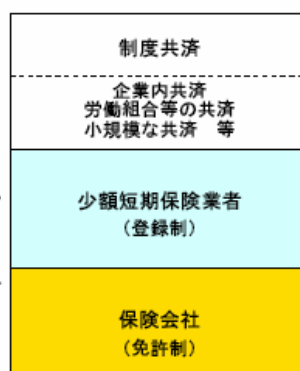 制度共済
企業内共済
労働組合等の共済
小規模な共済　等
少額短期保険業者
（登録制）
保険会社
（免許制）